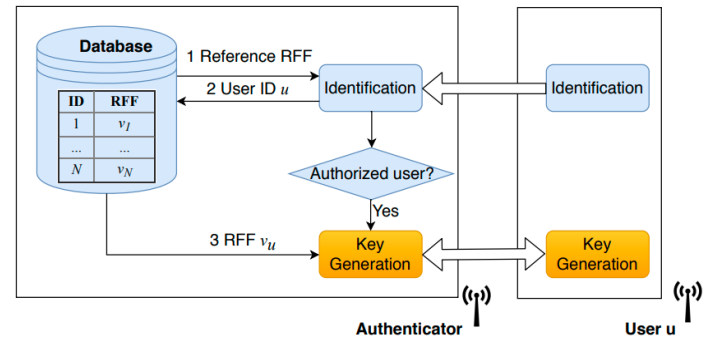 Database
ID RFF
1 v1
... ...
N vN
1 Reference RFF
2 User ID u
Identification
Identification
Authorized user?
Yes
3 RFF vu
Key
Generation
Key
Generation
Authenticator
User u